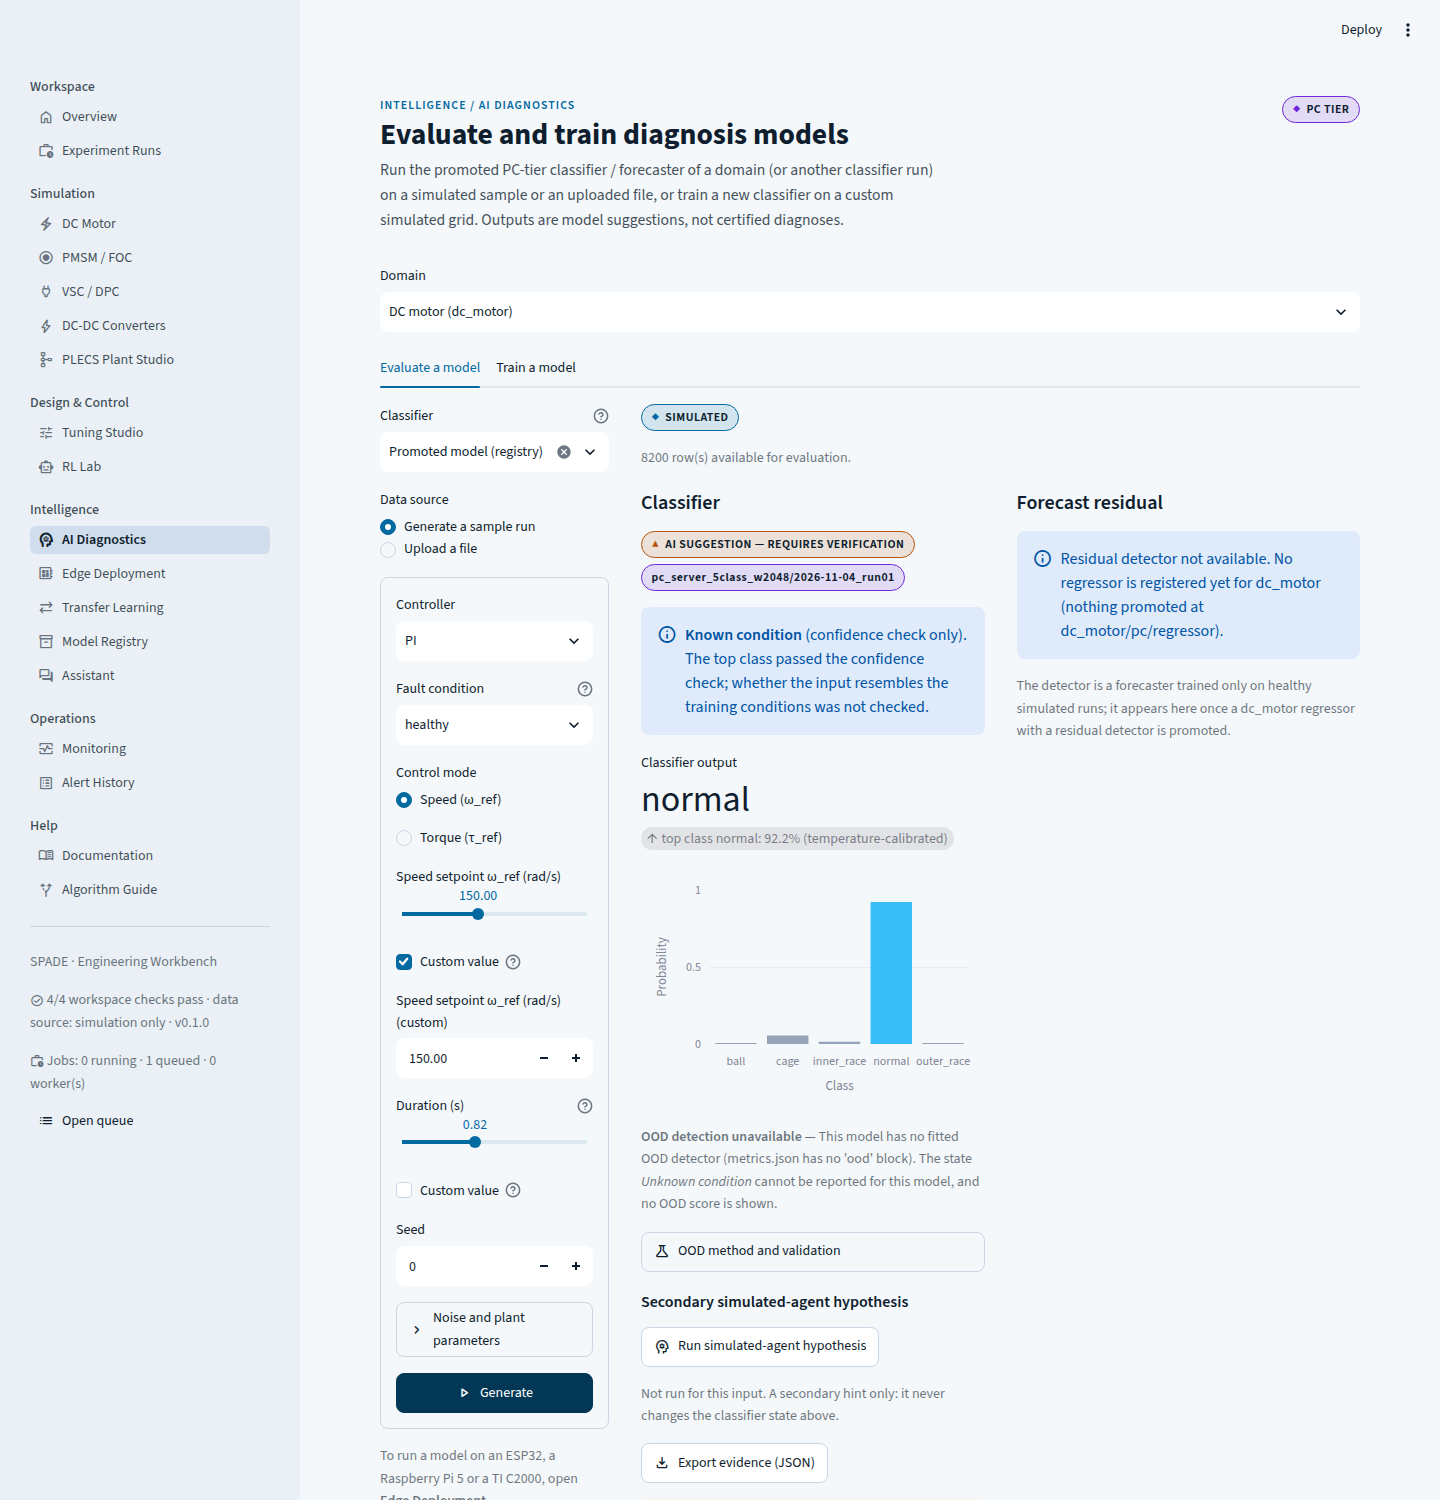 Deploy
Workspace
Overview
Experiment Runs
Simulation
DC Motor
PMSM / FOC
VSC / DPC
DC-DC Converters
PLECS Plant Studio
Design & Control
Tuning Studio
RL Lab
Intelligence
AI Diagnostics
Edge Deployment
Transfer Learning
Model Registry
Assistant
Operations
Monitoring
Alert History
Help
Documentation
Algorithm Guide
SPADE · Engineering Workbench
4/4 workspace checks pass · data
source: simulation only · v0.1.0
Jobs: 0 running · 1 queued · 0
worker(s)
Open queue
INTELLIGENCE / AI DIAGNOSTICS
PC TIER
Evaluate and train diagnosis models
Run the promoted PC-tier classifier / forecaster of a domain (or another classifier run)
on a simulated sample or an uploaded file, or train a new classifier on a custom
simulated grid. Outputs are model suggestions, not certified diagnoses.
Domain
DC motor (dc_motor)
Evaluate a model
Train a model
Classifier
Promoted model (registry)
Data source
Generate a sample run
Upload a file
Controller
PI
Fault condition
healthy
Control mode
Speed (ω_ref)
Torque (τ_ref)
Speed setpoint ω_ref (rad/s)
150.00
Custom value
Speed setpoint ω_ref (rad/s)
(custom)
150.00
Duration (s)
0.82
Custom value
Seed
0
Noise and plant
parameters
Generate
To run a model on an ESP32, a
Raspberry Pi 5 or a TI C2000, open
Edge Deployment
SIMULATED
8200 row(s) available for evaluation.
Classifier
AI SUGGESTION — REQUIRES VERIFICATION
pc_server_5class_w2048/2026-11-04_run01
Known condition (confidence check only).
The top class passed the confidence
check; whether the input resembles the
training conditions was not checked.
Classifier output
normal
↑ top class normal: 92.2% (temperature-calibrated)
1
0.5
0
Probability
ball
cage
inner_race
normal
outer_race
Class
OOD detection unavailable — This model has no fitted
OOD detector (metrics.json has no 'ood' block). The state
Unknown condition cannot be reported for this model, and
no OOD score is shown.
OOD method and validation
Secondary simulated-agent hypothesis
Run simulated-agent hypothesis
Not run for this input. A secondary hint only: it never
changes the classifier state above.
Export evidence (JSON)
Forecast residual
Residual detector not available. No
regressor is registered yet for dc_motor
(nothing promoted at
dc_motor/pc/regressor).
The detector is a forecaster trained only on healthy
simulated runs; it appears here once a dc_motor regressor
with a residual detector is promoted.